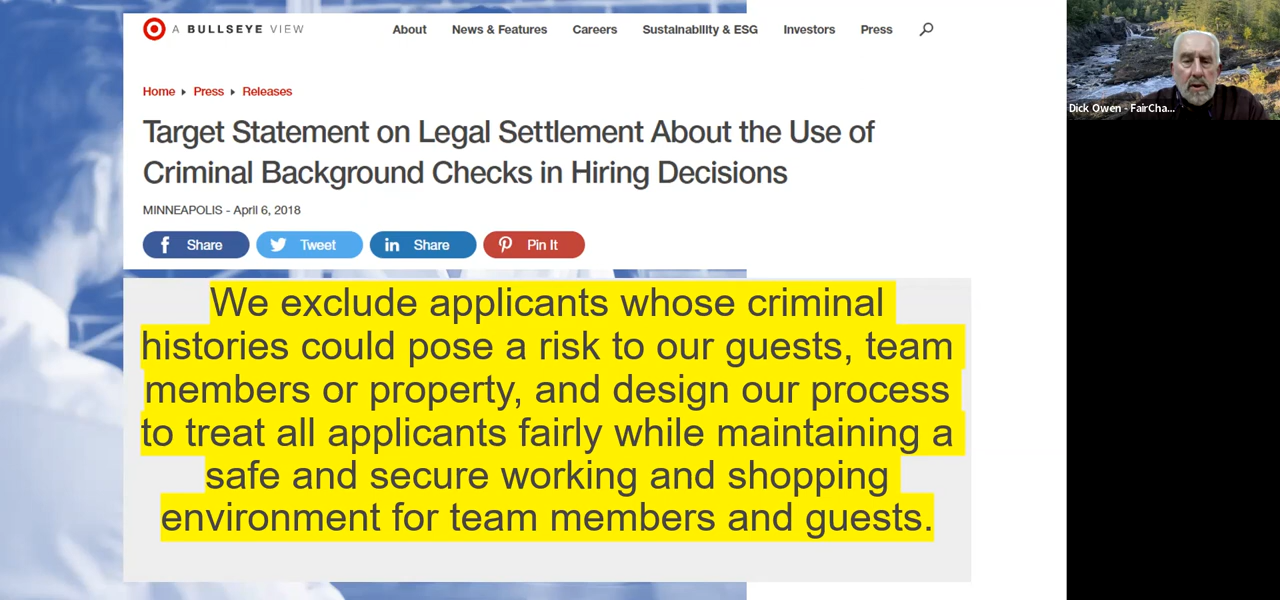 A BULLSEYE VIEW
About News & Features Careers Sustainability & ESG Investors Press
Home Press Releases
Target Statement on Legal Settlement About the Use of
Criminal Background Checks in Hiring Decisions
MINNEAPOLIS - April 6, 2018
f Share Tweet in Share Pin It
We exclude applicants whose criminal
histories could pose a risk to our guests, team
members or property, and design our process
to treat all applicants fairly while maintaining a
safe and secure working and shopping
environment for team members and guests.
Dick Owen - FairCha...